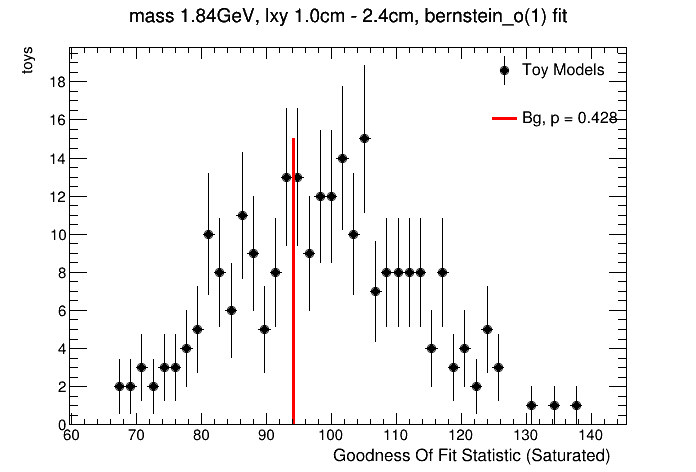 mass 1.84GeV, lxy 1.0cm - 2.4cm, bernstein_o(1) fit
toys
Toy Models
Bg, p = 0.428
18
16
14
12
10
8
6
4
2
0
60 70 80 90 100 110 120 130 140
Goodness Of Fit Statistic (Saturated)